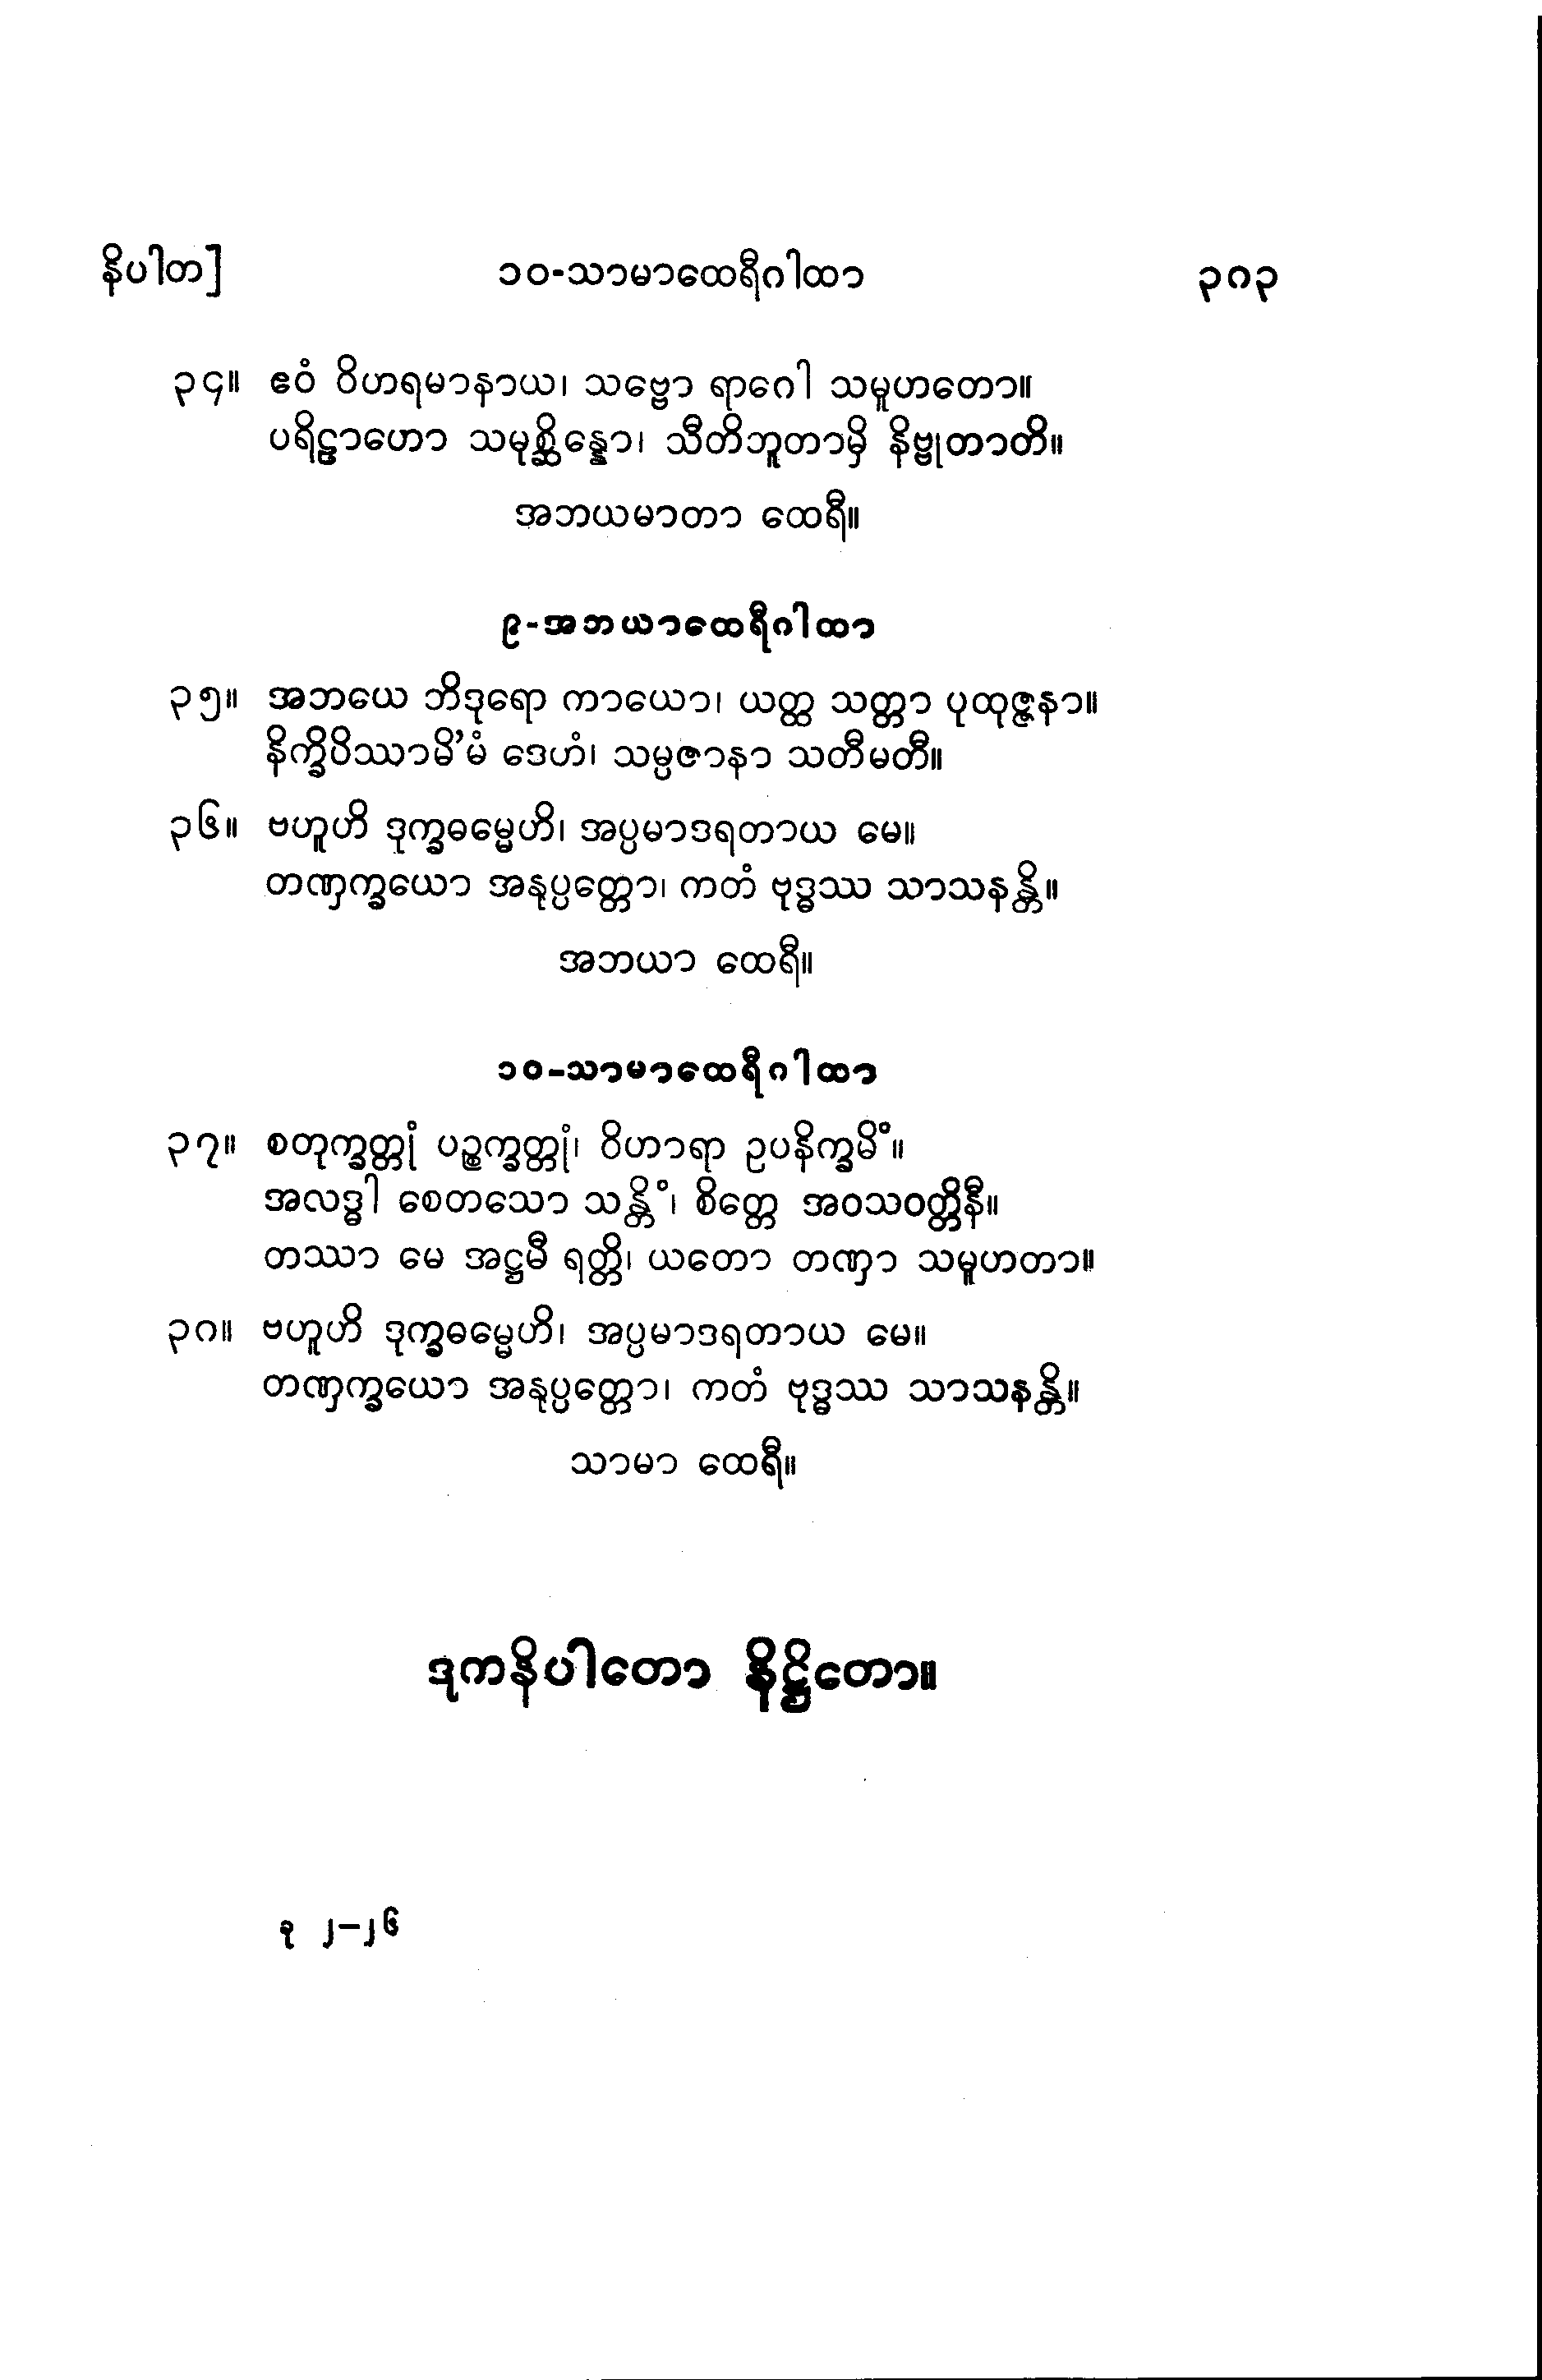 နိပါတ] ၁၀-သာမာထေရီဂါထာ ၃၈၃
၃၄။ ဧဝံ ဝိဟရမာနာယ၊ သဗ္ဗော ရာဂေါ သမူဟတော။
ပရိဠာဟော သမုစ္ဆိန္နော၊ သီတိဘူတာမှိ နိဗ္ဗုတာတိ။
အဘယမာတာ ထေရီ။
၉-အဘယာထေရီဂါထာ
၃၅။ အဘယေ ဘိဒုရော ကာယော၊ ယတ္ထ သတ္တာ ပုထုဇ္ဇနာ။
နိက္ခိပိဿာမိ’မံ ဒေဟံ၊ သမ္ပဇာနာ သတီမတီ။
၃၆။ ဗဟူဟိ ဒုက္ခဓမ္မေဟိ၊ အပ္ပမာဒရတာယ မေ။
တဏှက္ခယော အနုပ္ပတ္တော၊ ကတံ ဗုဒ္ဓဿ သာသနန္တိ။
အဘယာ ထေရီ။
၁၀-သာမာထေရီဂါထာ
၃၇။ စတုက္ခတ္တုံ ပဉ္စက္ခတ္တုံ၊ ဝိဟာရာ ဥပနိက္ခမိံ။
အလဒ္ဓါ စေတသော သန္တိံ၊ စိတ္တေ အဝသဝတ္တိနီ။
တဿာ မေ အဋ္ဌမီ ရတ္တိ၊ ယတော တဏှာ သမူဟတာ။
၃၈။ ဗဟူဟိ ဒုက္ခဓမ္မေဟိ၊ အပ္ပမာဒရတာယ မေ။
တဏှက္ခယော အနုပ္ပတ္တော၊ ကတံ ဗုဒ္ဓဿ သာသနန္တိ။
သာမာ ထေရီ။
ဒုကနိပါတော နိဋ္ဌိတော။
ခု ၂–၂၆